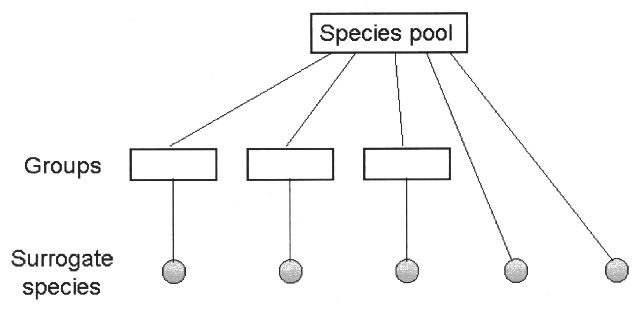 Species pool
Groups
Surrogate
species